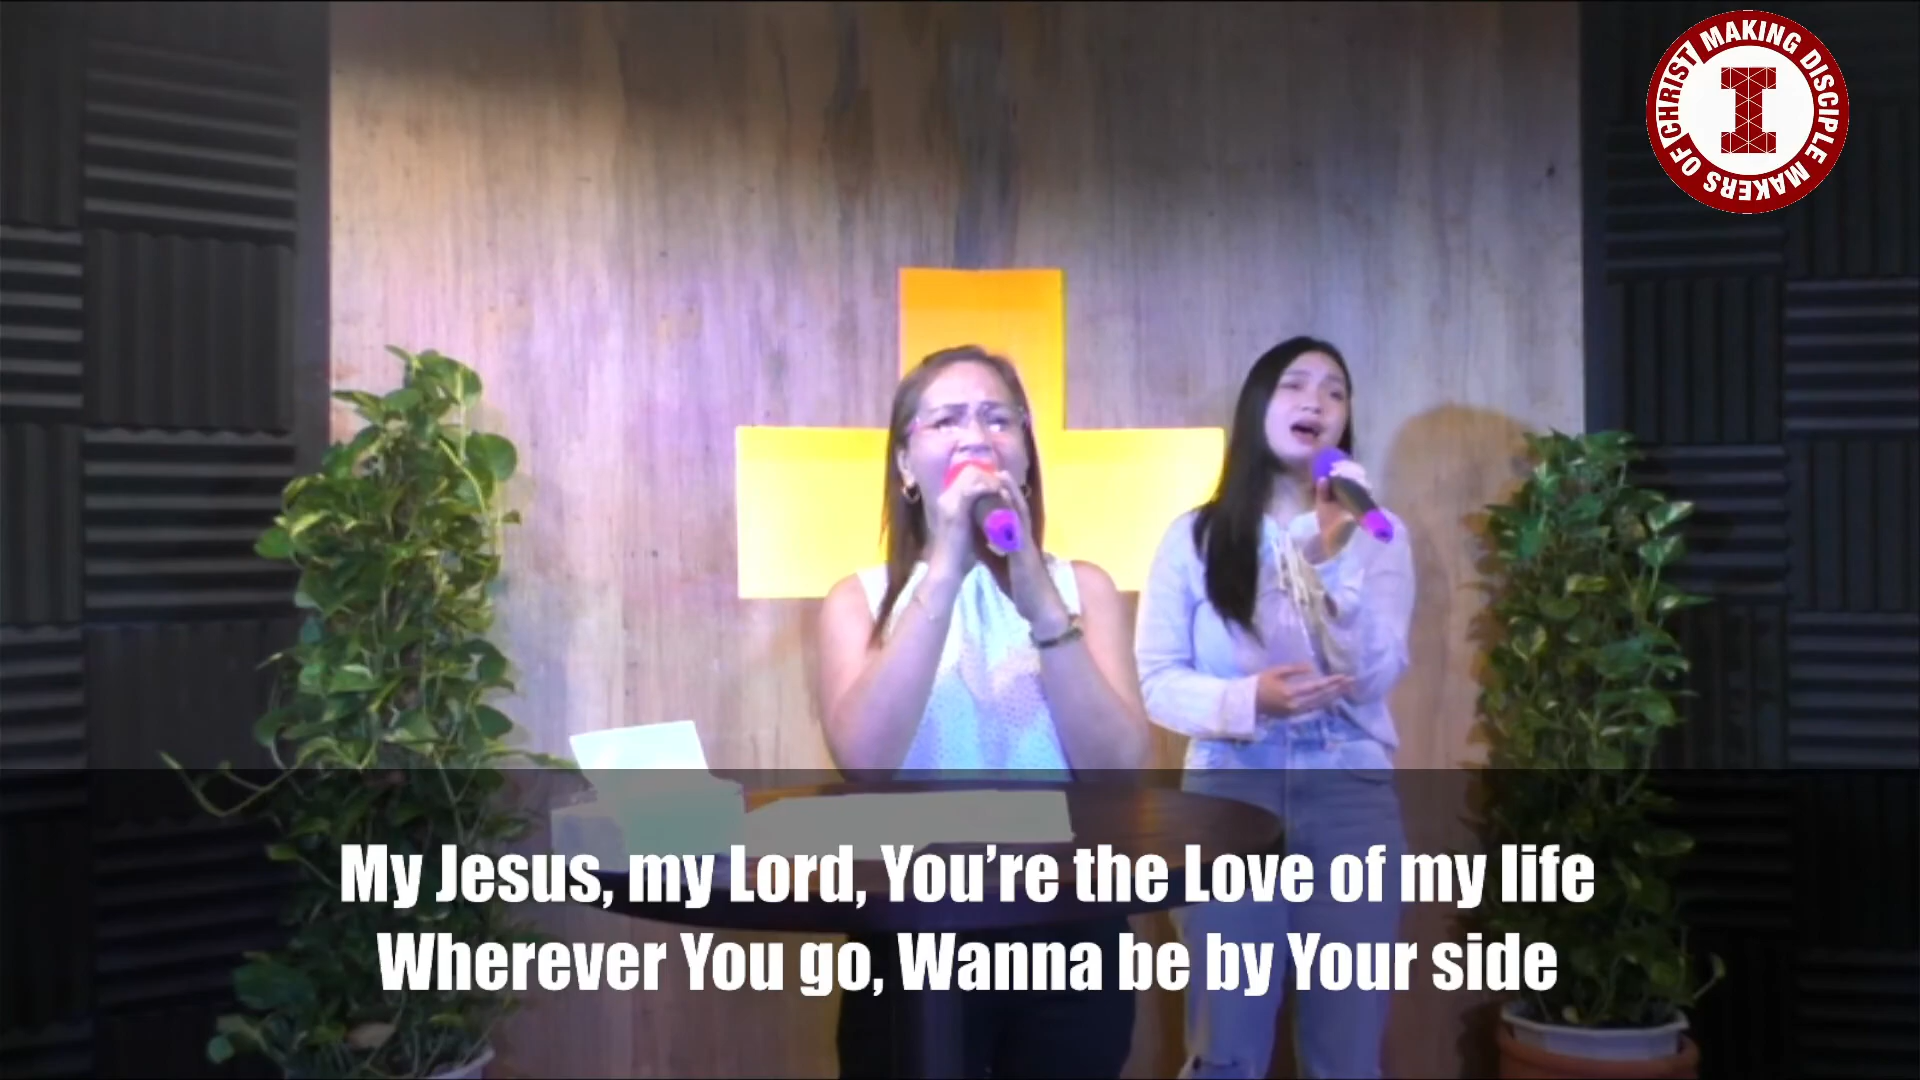 MAKING DISCIPLE MAKERS OF CHRIST
I
My Jesus, my Lord, You’re the Love of my life
Wherever You go, Wanna be by Your side